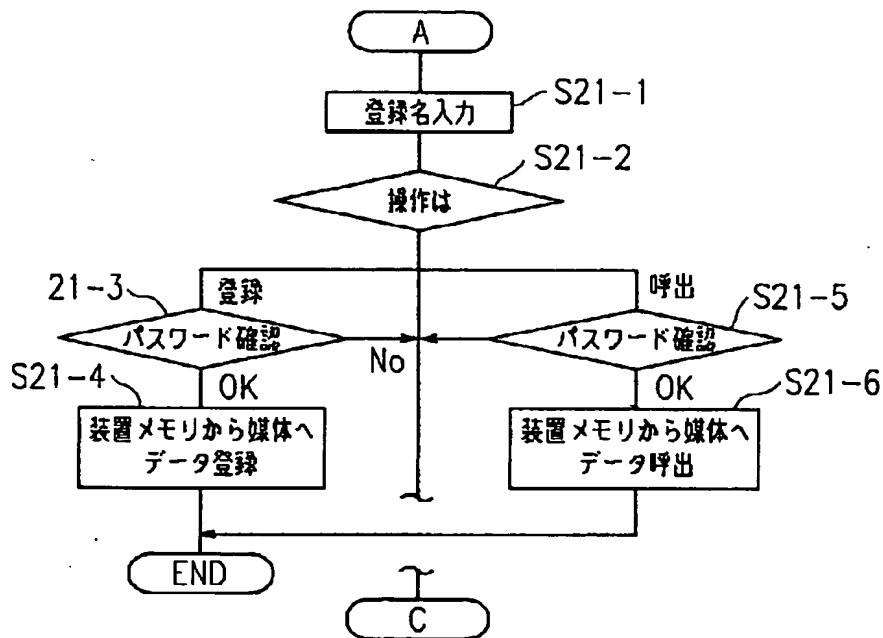 A
登録名入力
S21-1
S21-2
操作は
登録
呼出
21-3
S21-5
パスワード確認
パスワード確認
No
S21-4
OK
OK
S21-6
装置メモリから媒体へ
データ登録
装置メモリから媒体へ
データ呼出
END
C